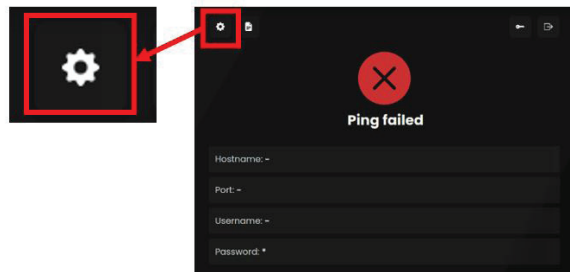 Ping failed
Hostname: -
Port: -
Username: -
Password: *